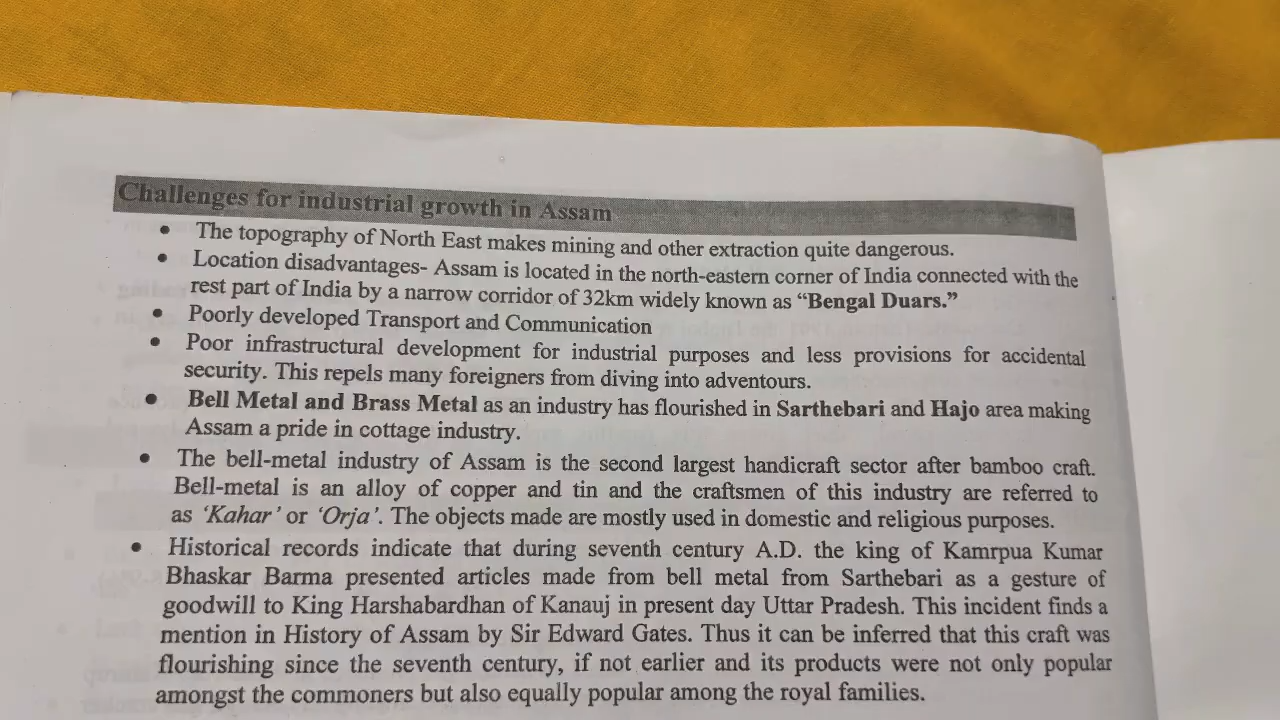 Challenges for industrial growth in Assam
• The topography of North East makes mining and other extraction quite dangerous.
• Location disadvantages- Assam is located in the north-eastern corner of India connected with the
rest part of India by a narrow corridor of 32km widely known as “Bengal Duars.”
• Poorly developed Transport and Communication
• Poor infrastructural development for industrial purposes and less provisions for accidental
security. This repels many foreigners from diving into adventours.
• Bell Metal and Brass Metal as an industry has flourished in Sarthebari and Hajo area making
Assam a pride in cottage industry.
• The bell-metal industry of Assam is the second largest handicraft sector after bamboo craft.
Bell-metal is an alloy of copper and tin and the craftsmen of this industry are referred to
as ‘Kahar’ or ‘Orja’. The objects made are mostly used in domestic and religious purposes.
• Historical records indicate that during seventh century A.D. the king of Kamrpua Kumar
Bhaskar Barma presented articles made from bell metal from Sarthebari as a gesture of
goodwill to King Harshabardhan of Kanauj in present day Uttar Pradesh. This incident finds a
mention in History of Assam by Sir Edward Gates. Thus it can be inferred that this craft was
flourishing since the seventh century, if not earlier and its products were not only popular
amongst the commoners but also equally popular among the royal families.